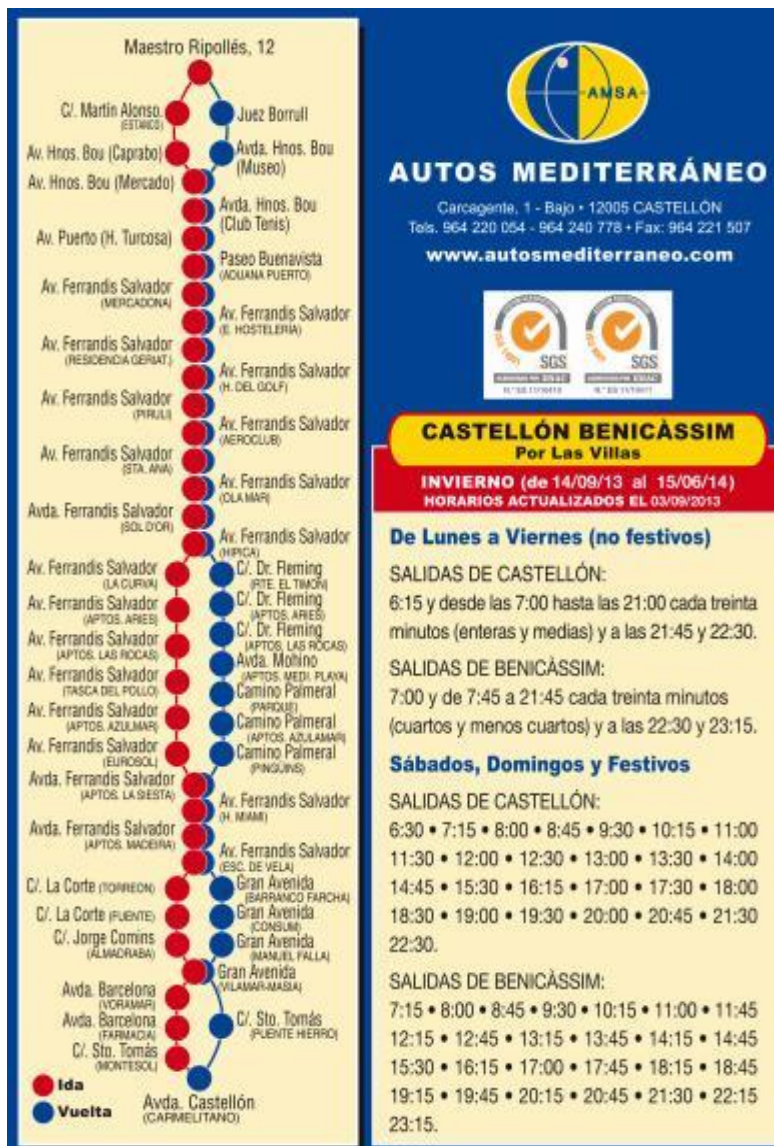 Maestro Ripollés, 12
C/. Martín Alonso.
(ESTANCO)
Juez Borrull
Av. Hnos. Bou (Caprabo)
Avda. Hnos. Bou
(Museo)
Av. Hnos. Bou (Mercado)
Avda. Hnos. Bou
(Club Tenis)
Av. Puerto (H. Turcosa)
Paseo Buenavista
(ADUANA PUERTO)
Av. Ferrandis Salvador
(MERCADONA)
Av. Ferrandis Salvador
(E. HOSTELERÍA)
Av. Ferrandis Salvador
(RESIDENCIA GERIAT.)
Av. Ferrandis Salvador
(H. DEL GOLF)
Av. Ferrandis Salvador
(PIRULI)
Av. Ferrandis Salvador
(AEROCLUB)
Av. Ferrandis Salvador
(STA. ANA)
Av. Ferrandis Salvador
(OLA MAR)
Avda. Ferrandis Salvador
(SOL D'OR)
Av. Ferrandis Salvador
(HIPICA)
Av. Ferrandis Salvador
(LA CURVA)
C/. Dr. Fleming
(RTE. EL TIMON)
Av. Ferrandis Salvador
(APTOS. ARIES)
C/. Dr. Fleming
(APTOS. ARIES)
Av. Ferrandis Salvador
(APTOS. LAS ROCAS)
C/. Dr. Fleming
(APTOS. LAS ROCAS)
Av. Ferrandis Salvador
(TASCA DEL POLLO)
Avda. Mohino
(APTOS. MEDI. PLAYA)
Av. Ferrandis Salvador
(APTOS. AZULMAR)
Camino Palmeral
(PARQUE)
Camino Palmeral
(APTOS. AZULAMAR)
Av. Ferrandis Salvador
(EUROSOL)
Camino Palmeral
(PINGÜINS)
Avda. Ferrandis Salvador
(APTOS. LA SIESTA)
Av. Ferrandis Salvador
(H. MIAMI)
Avda. Ferrandis Salvador
(APTOS. MADEIRA)
Av. Ferrandis Salvador
(ESC. DE VELA)
C/. La Corte (TORREON)
Gran Avenida
(BARRANCO FARCHA)
C/. La Corte (FUENTE)
Gran Avenida
(CONSUM)
C/. Jorge Comins
(ALMADRABA)
Gran Avenida
(MANUEL FALLA)
Gran Avenida
(VILAMAR-MASIA)
Avda. Barcelona
(VORAMAR)
Avda. Barcelona
(FARMACIA)
C/. Sto. Tomás
(PUENTE HIERRO)
C/. Sto. Tomás
(MONTESOL)
Ida
Vuelta
Avda. Castellón
(CARMELITANO)
AMSA
AUTOS MEDITERRÁNEO
Carcagente, 1 - Bajo • 12005 CASTELLÓN
Tels. 964 220 054 - 964 240 778 • Fax: 964 221 507
www.autosmediterraneo.com
SGS SGS
CASTELLÓN BENICÀSSIM
Por Las Villas
INVIERNO (de 14/09/13 al 15/06/14)
HORARIOS ACTUALIZADOS EL 03/09/2013
De Lunes a Viernes (no festivos)
SALIDAS DE CASTELLÓN:
6:15 y desde las 7:00 hasta las 21:00 cada treinta
minutos (enteras y medias) y a las 21:45 y 22:30.
SALIDAS DE BENICÀSSIM:
7:00 y de 7:45 a 21:45 cada treinta minutos
(cuartos y menos cuartos) y a las 22:30 y 23:15.
Sábados, Domingos y Festivos
SALIDAS DE CASTELLÓN:
6:30 • 7:15 • 8:00 • 8:45 • 9:30 • 10:15 • 11:00
11:30 • 12:00 • 12:30 • 13:00 • 13:30 • 14:00
14:45 • 15:30 • 16:15 • 17:00 • 17:30 • 18:00
18:30 • 19:00 • 19:30 • 20:00 • 20:45 • 21:30
22:30.
SALIDAS DE BENICÀSSIM:
7:15 • 8:00 • 8:45 • 9:30 • 10:15 • 11:00 • 11:45
12:15 • 12:45 • 13:15 • 13:45 • 14:15 • 14:45
15:30 • 16:15 • 17:00 • 17:45 • 18:15 • 18:45
19:15 • 19:45 • 20:15 • 20:45 • 21:30 • 22:15
23:15.